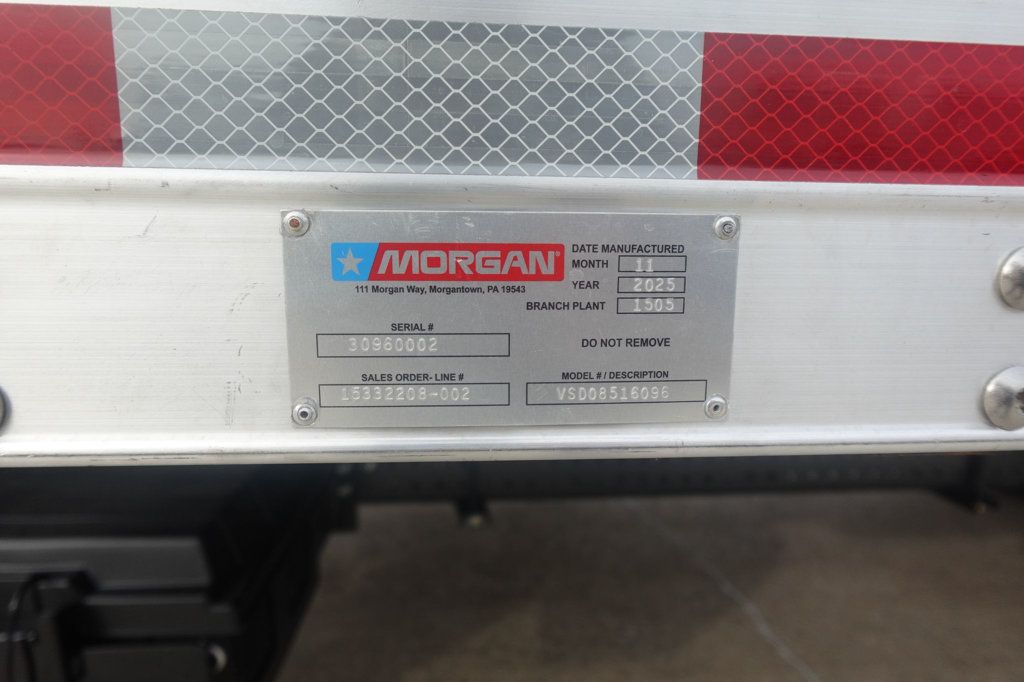 MORGAN®
111 Morgan Way, Morgantown, PA 19543
DATE MANUFACTURED
MONTH 11
YEAR 2025
BRANCH PLANT 1505
SERIAL #
30960002
DO NOT REMOVE
SALES ORDER- LINE #
15332208-002
MODEL # / DESCRIPTION
VSD08516096